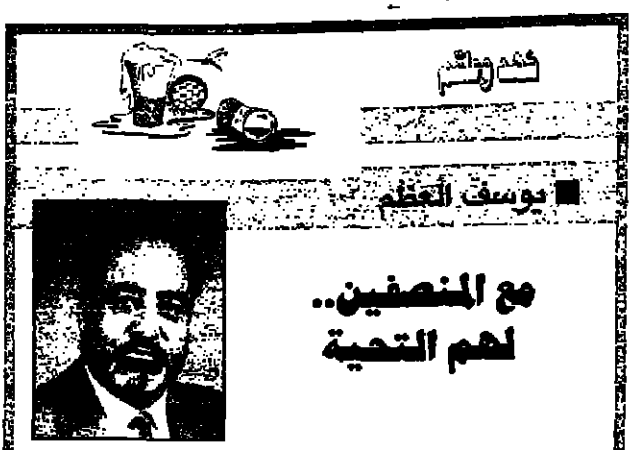 ■ يوسف العظم
مع المنصفين..
لهم التحية